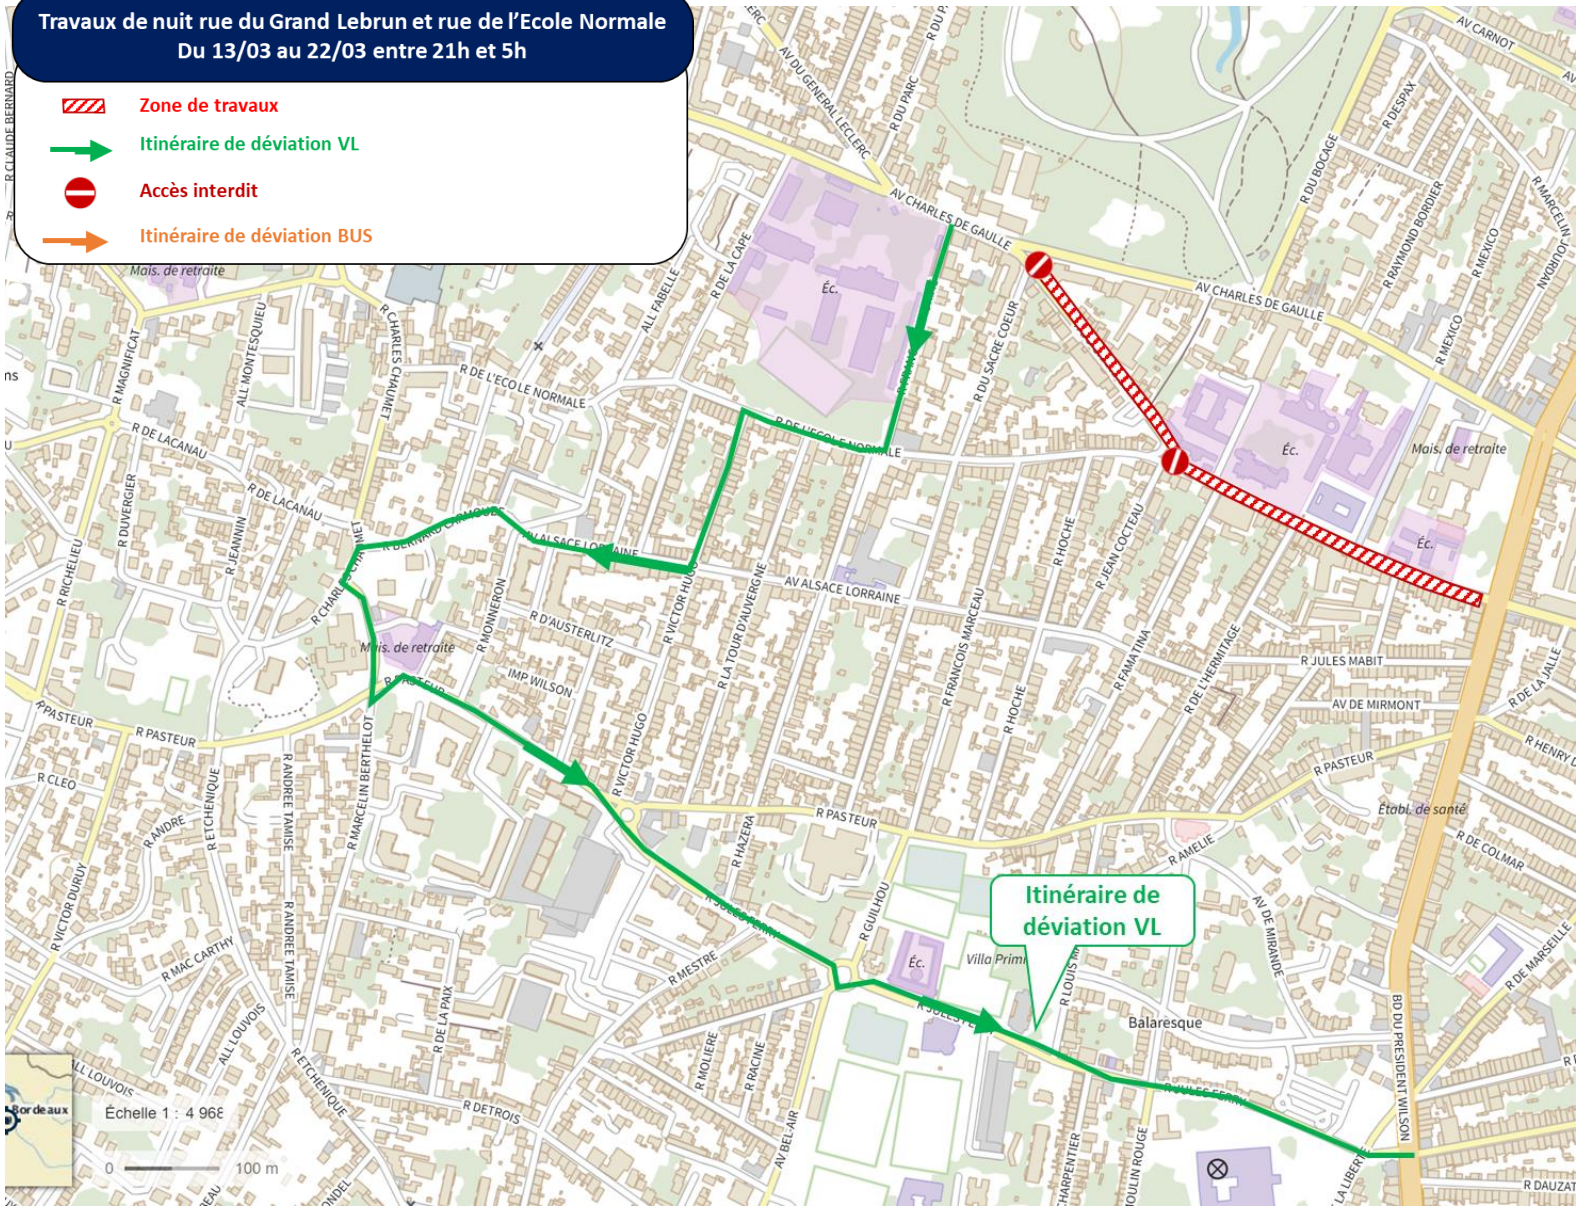 Travaux de nuit rue du Grand Lebrun et rue de l'Ecole Normale
Du 13/03 au 22/03 entre 21h et 5h
Zone de travaux
Itinéraire de déviation VL
Accès interdit
Itinéraire de déviation BUS
R CLAUDE BERNARD
AV DU GENERAL LECLERC
R DU PARC
AV CARNOT
R DESPAX
R DU BOCAGE
R RAYMOND BORDIER
R MARCELIN JOURDAN
R MEXICO
AV CHARLES DE GAULLE
AV CHARLES DE GAULLE
R MEXICO
Mais. de retraite
R DE LA CAPE
ALL FABELLE
Éc.
R DU SACRE COEUR
R MAGNIFICAT
ALL MONTESQUIEU
R CHARLES CHAUMET
R DE L'ECOLE NORMALE
R DE L'ECOLE NORMALE
Éc.
Mais. de retraite
R DE LACANAU
R DE LACANAU
R DUVERGIER
R JEANNIN
R RICHELIEU
R BERNARD CARMOUES
AV ALSACE LORRAINE
AV ALSACE LORRAINE
R HOCHE
R JEAN COCTEAU
Éc.
R MONNERON
R D'AUSTERLITZ
R VICTOR HUGO
R LA TOUR D'AUVERGNE
R FRANCOIS MARCEAU
R FAMATINA
R DE L'HERMITAGE
R JULES MABIT
R DE LA JALLE
Mais. de retraite
IMP WILSON
R PASTEUR
R PASTEUR
R PASTEUR
R HOCHE
AV DE MIRMONT
R CLEO
R ANDRE
R ETCHENIQUE
R ANDREE TAMISE
R MARCELIN BERTHELOT
R VICTOR HUGO
R PASTEUR
R PASTEUR
Établ. de santé
R HAZERA
R AMELIE
R DE COLMAR
R VICTOR DURUY
R MAC CARTHY
R ANDREE TAMISE
R JULES FERRY
R GUILHOU
Itinéraire de
déviation VL
AV DE MIRANDE
R DE MARSEILLE
R MESTRE
Éc.
R DE LA PAIX
ALL LOUVOIS
ALL LOUVOIS
R ETCHENIQUE
R MOLIERE
R RACINE
Balaresque
BD DU PRESIDENT WILSON
R JULES FERRY
R DETROIS
AV BEL AIR
Bordeaux
Échelle 1 : 4 968
0
100 m
R DAUZAT